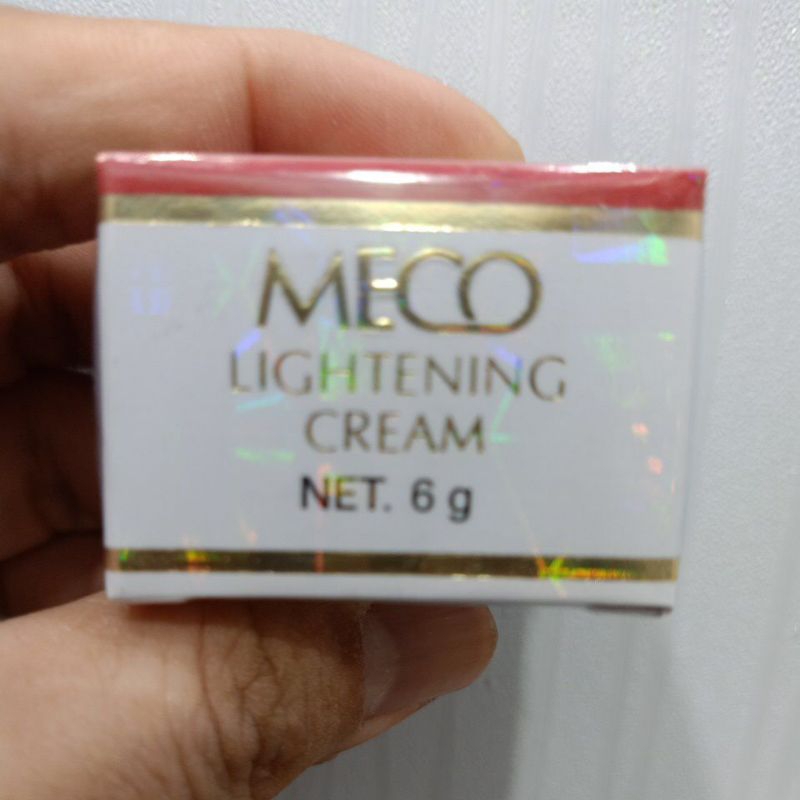 MECO
LIGHTENING
CREAM
NET. 6 g